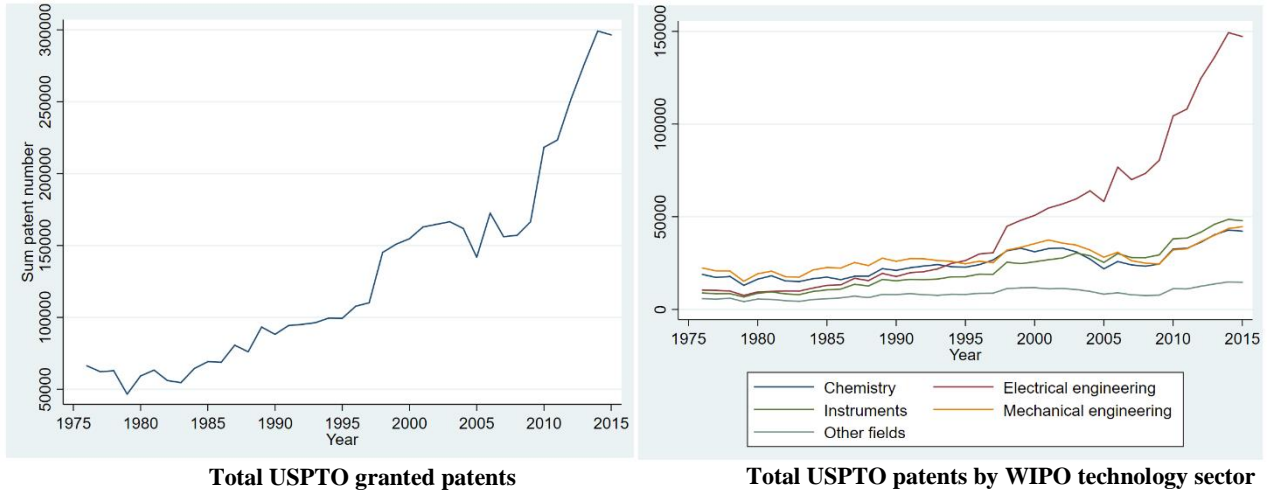 Sum patent number
300000
250000
200000
150000
100000
50000
1975 1980 1985 1990 1995 2000 2005 2010 2015
Year
Total USPTO granted patents
150000
100000
50000
0
1975 1980 1985 1990 1995 2000 2005 2010 2015
Year
Chemistry Electrical engineering
Instruments Mechanical engineering
Other fields
Total USPTO patents by WIPO technology sector